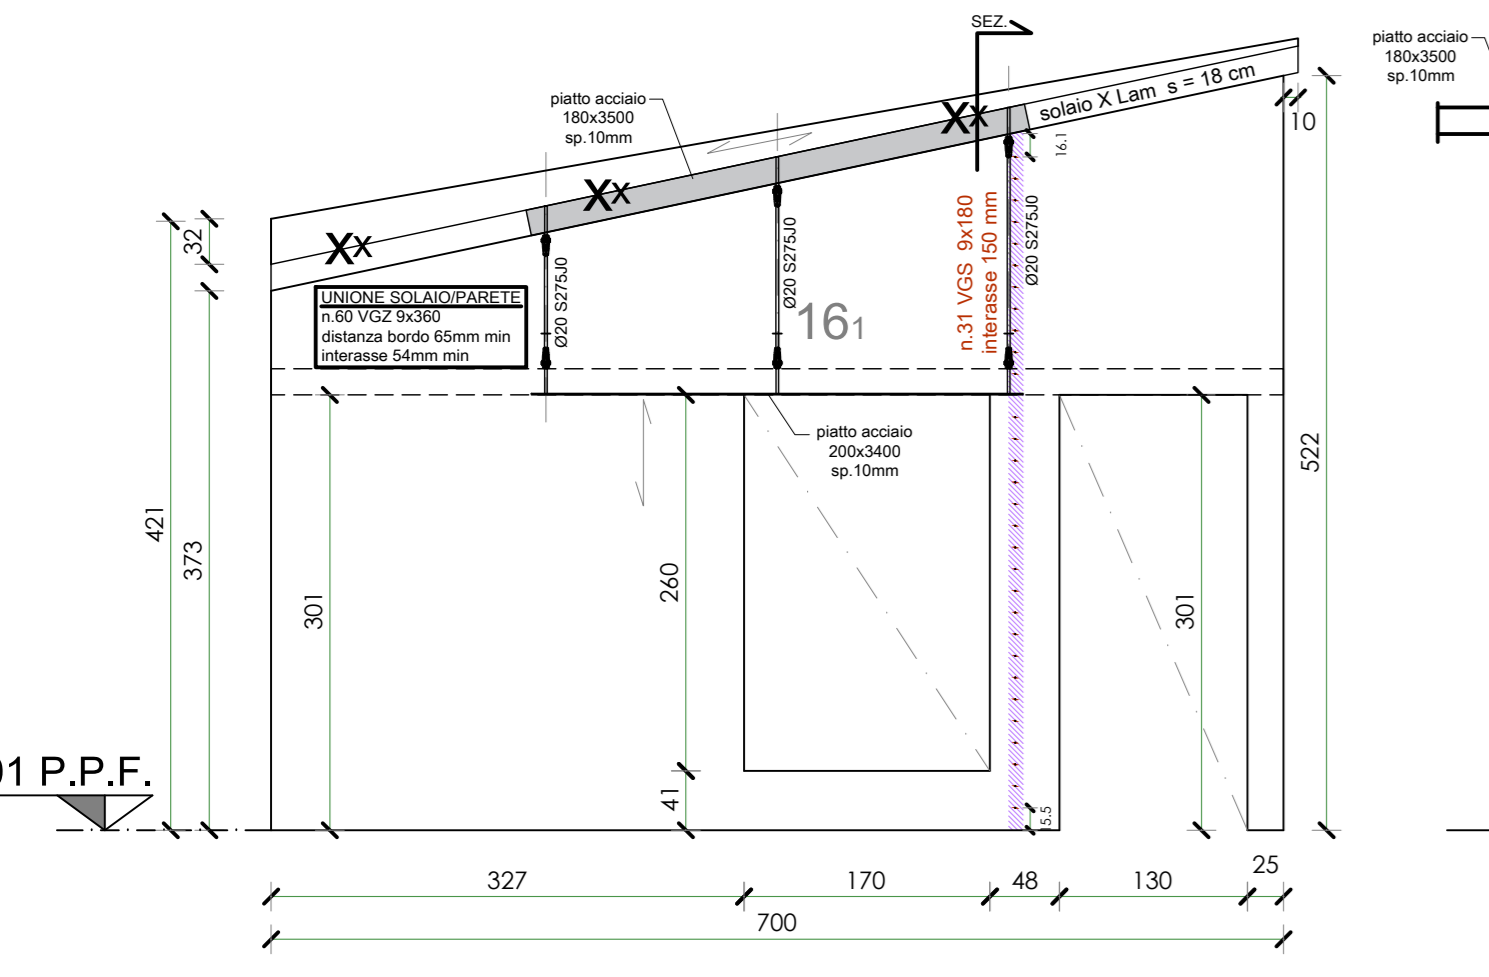 SEZ.
piatto acciaio
180x3500
sp.10mm
piatto acciaio
180x3500
sp.10mm
solaio X Lam s = 18 cm
10
16.1
Xx
Xx
Xx
32
UNIONE SOLAIO/PARETE
n.60 VGZ 9x360
distanza bordo 65mm min
interasse 54mm min
Ø20 S275J0
Ø20 S275J0
161
n.31 VGS 9x180
interasse 150 mm
Ø20 S275J0
piatto acciaio
200x3400
sp.10mm
421
373
301
260
41
301
522
15.5
01 P.P.F.
327
170
48
130
25
700